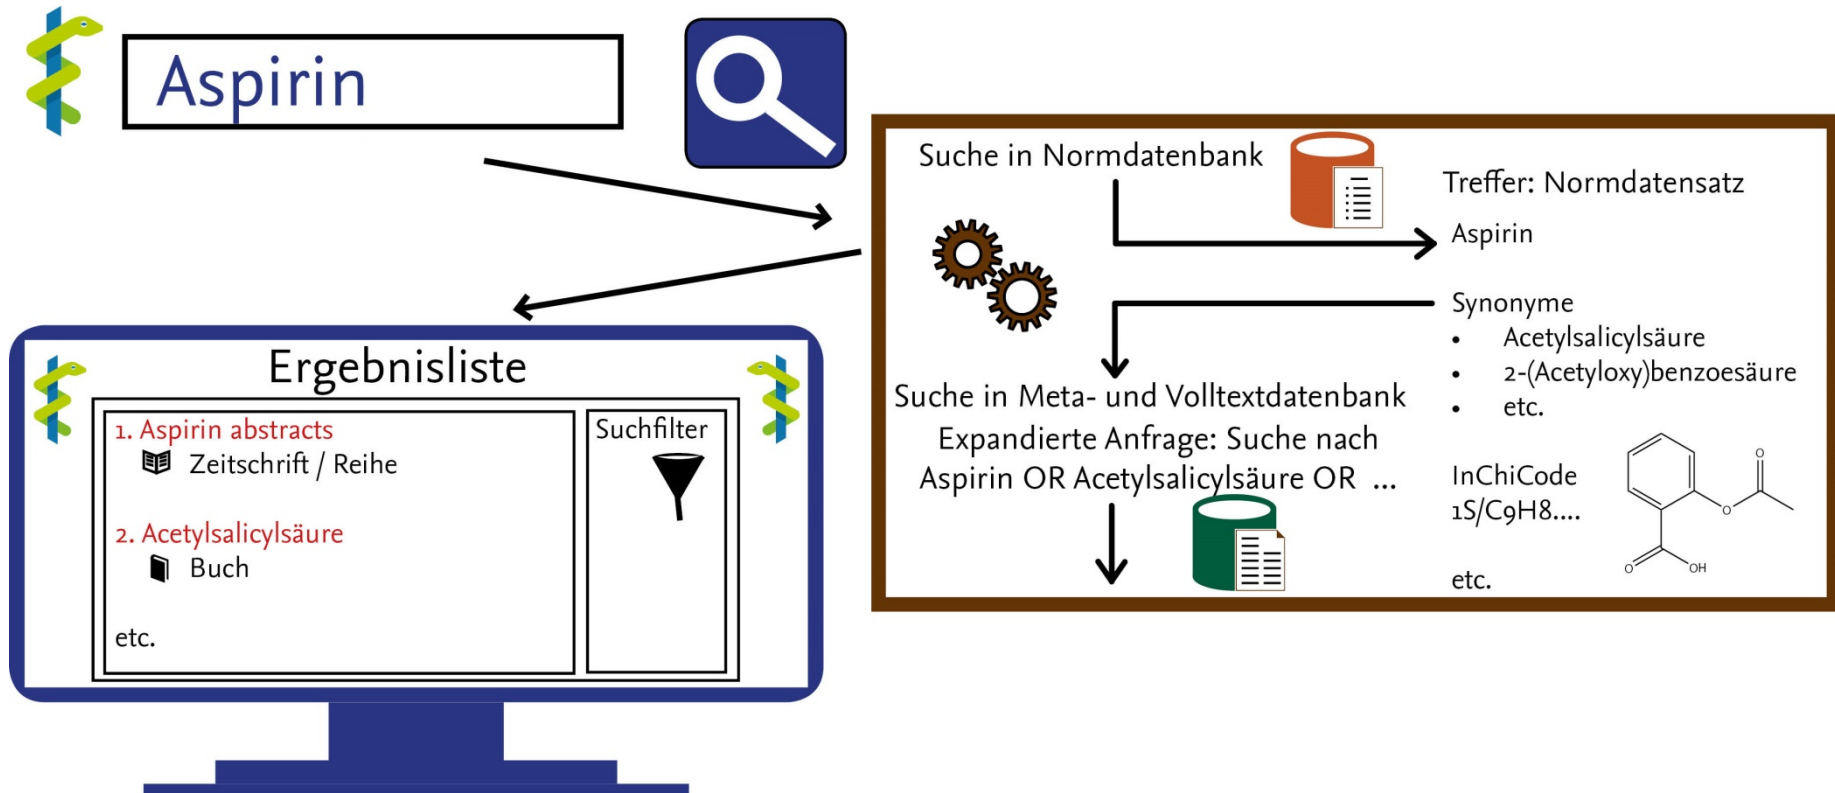 Aspirin
Suche in Normdatenbank
Treffer: Normdatensatz
Aspirin
Synonyme
• Acetylsalicylsäure
• 2-(Acetyloxy)benzoesäure
• etc.
Suche in Meta- und Volltextdatenbank
Expandierte Anfrage: Suche nach
Aspirin OR Acetylsalicylsäure OR ...
InChiCode
1S/C9H8....
etc.
O
O
O
OH
Ergebnisliste
1. Aspirin abstracts
Zeitschrift / Reihe
2. Acetylsalicylsäure
Buch
etc.
Suchfilter